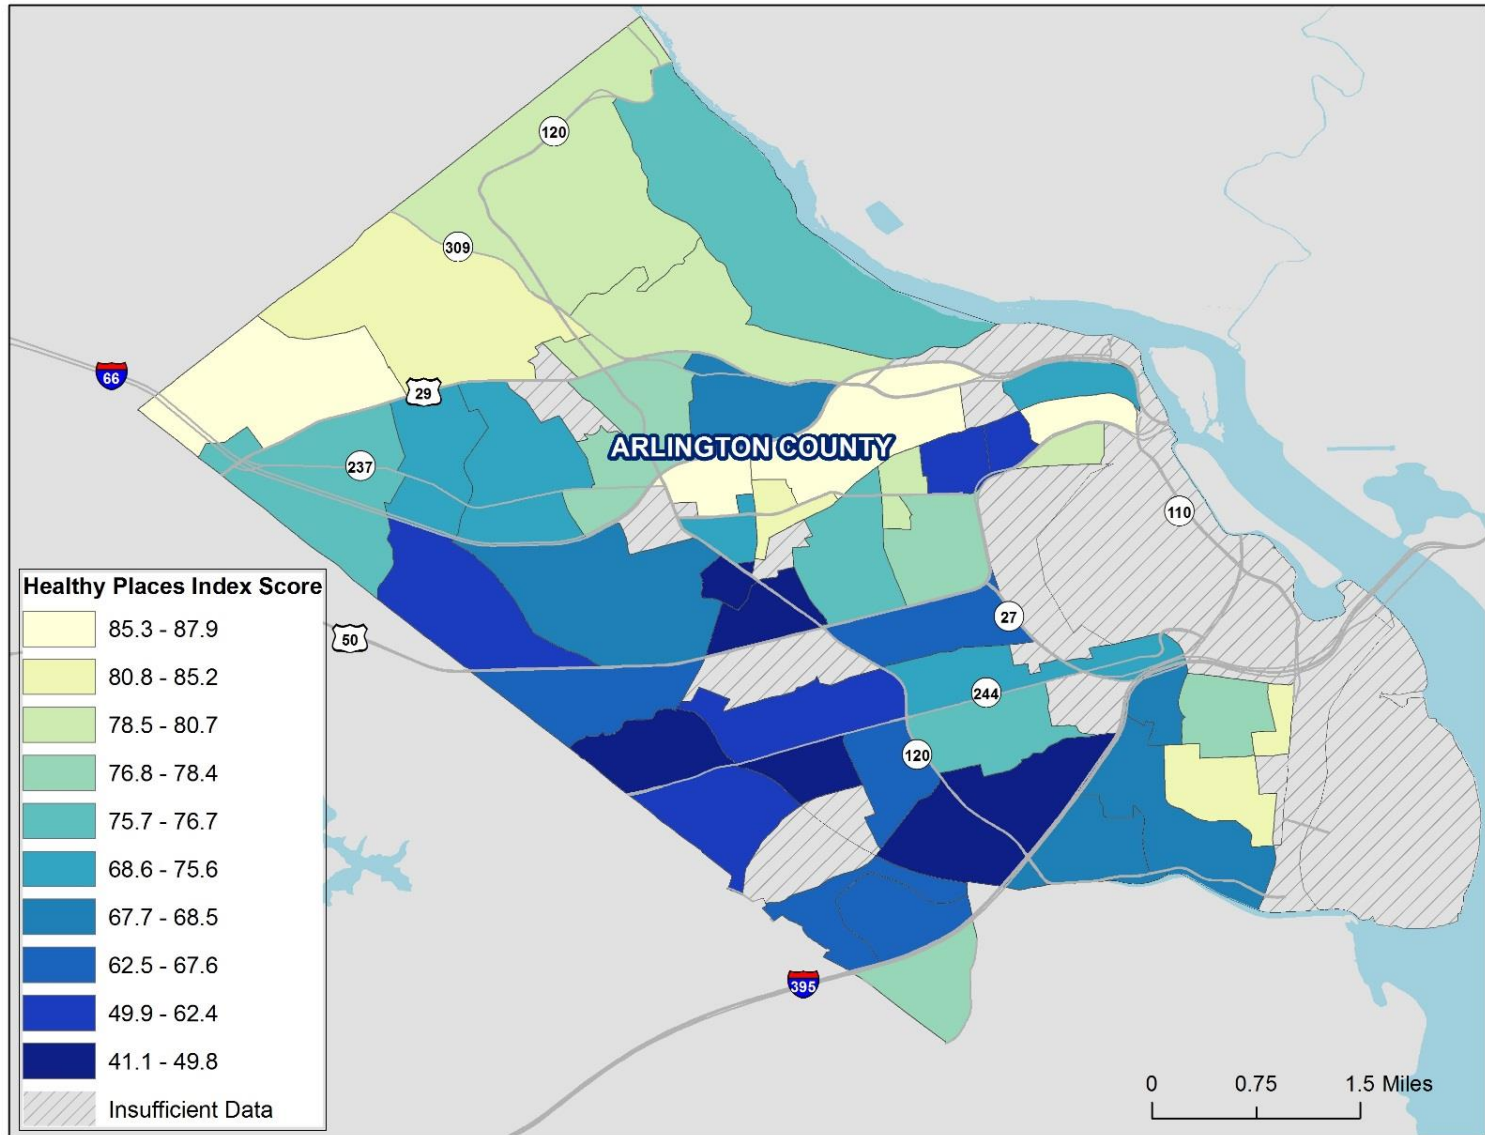 120
309
66
29
ARLINGTON COUNTY
237
110
Healthy Places Index Score
85.3 - 87.9
80.8 - 85.2
78.5 - 80.7
76.8 - 78.4
75.7 - 76.7
68.6 - 75.6
67.7 - 68.5
62.5 - 67.6
49.9 - 62.4
41.1 - 49.8
Insufficient Data
50
27
244
120
395
0 0.75 1.5 Miles